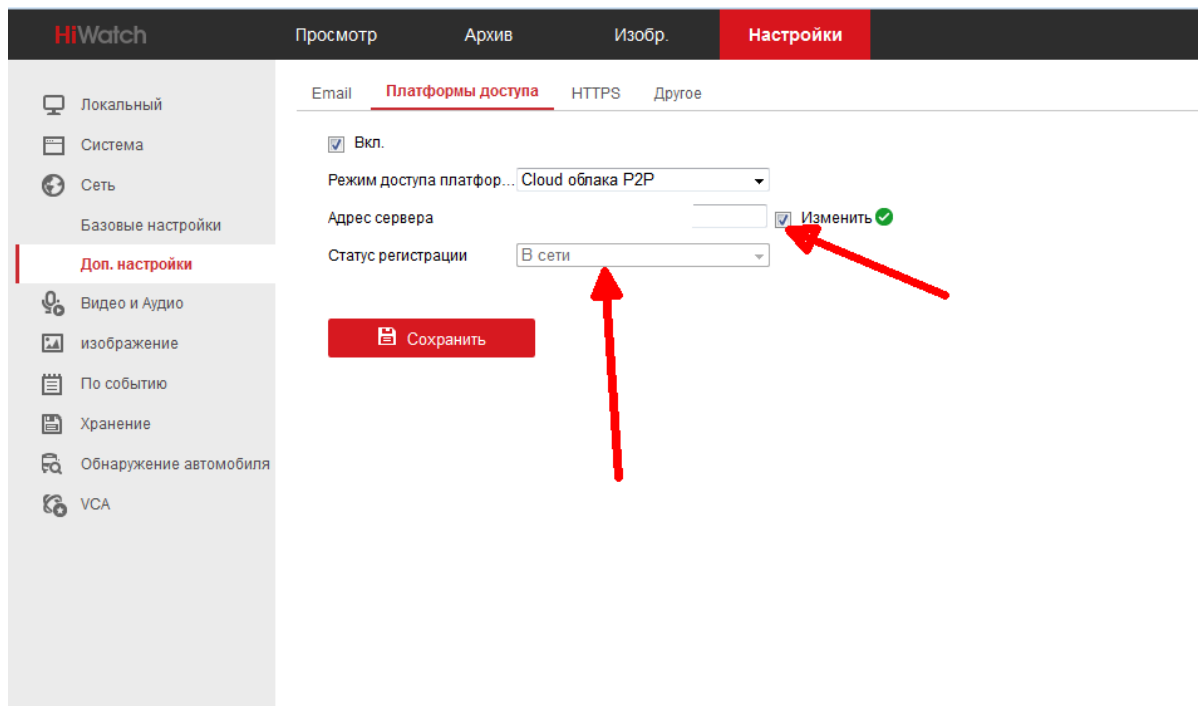 HiWatch
Просмотр Архив Изобр. Настройки
Локальный
Система
Сеть
Базовые настройки
Доп. настройки
Видео и Аудио
изображение
По событию
Хранение
Обнаружение автомобиля
VCA
Email Платформы доступа HTTPS Другое
Вкл.
Режим доступа платфор... Cloud облака P2P
Адрес сервера Изменить
Статус регистрации В сети
Сохранить